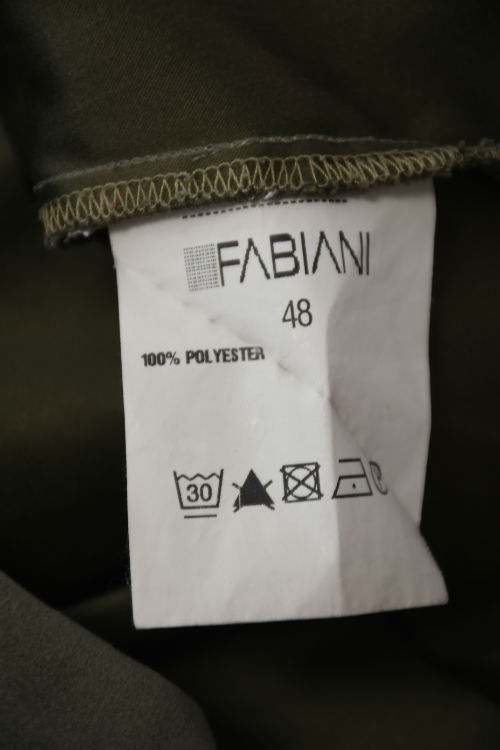 FABIANI
48
100% POLYESTER
30